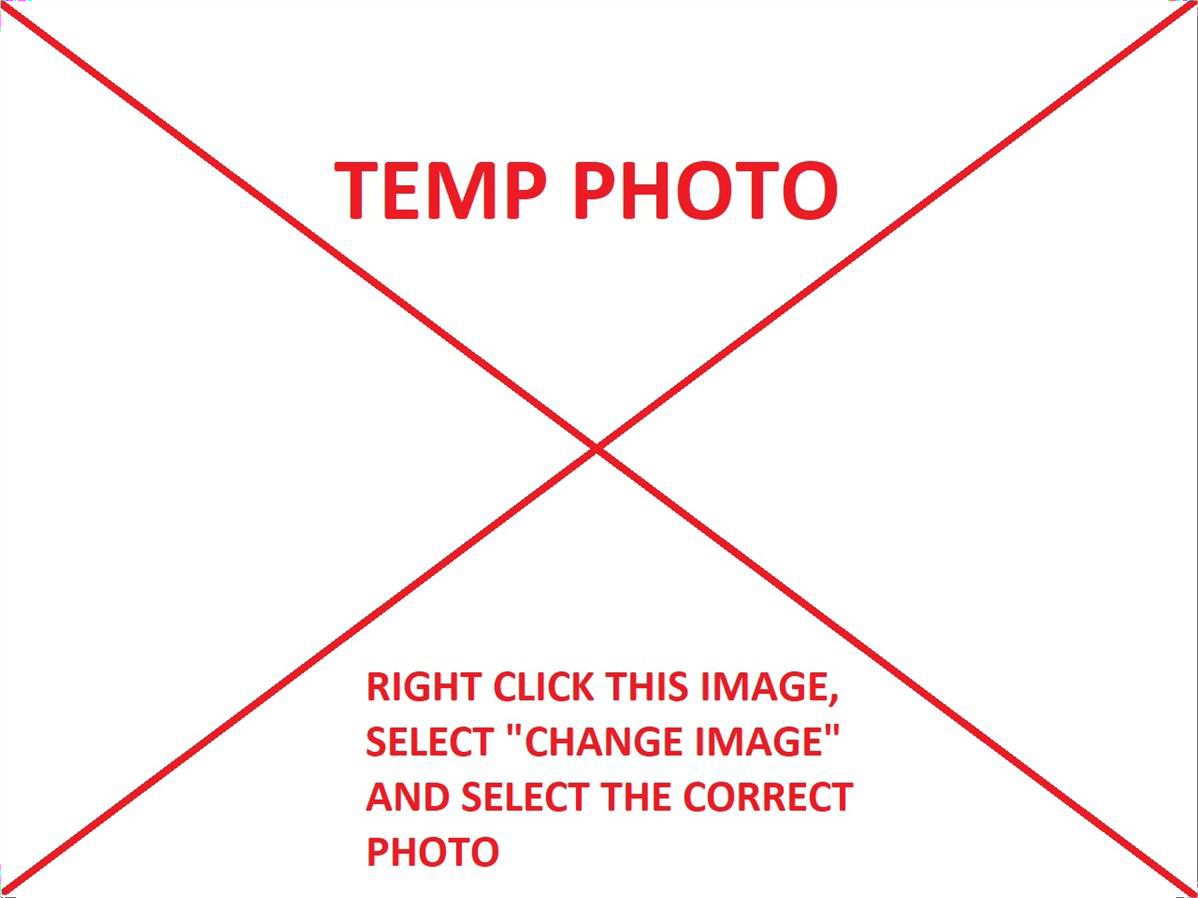 TEMP PHOTO
RIGHT CLICK THIS IMAGE,
SELECT "CHANGE IMAGE"
AND SELECT THE CORRECT
PHOTO